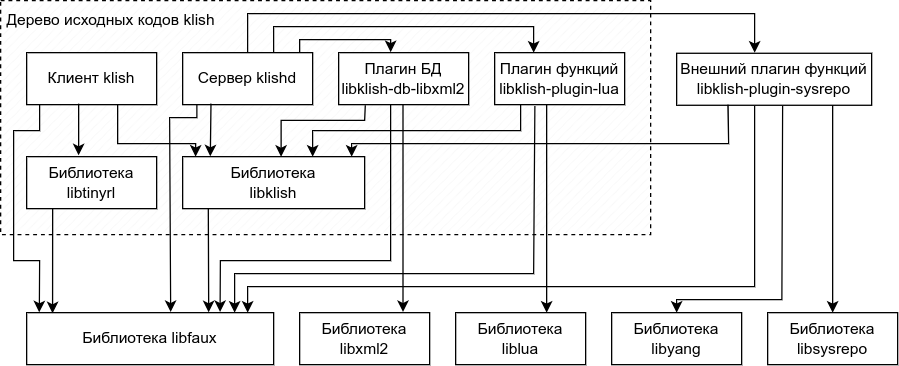 Дерево исходных кодов klish
Клиент klish
Сервер klishd
Плагин БД
libklish-db-libxml2
Плагин функций
libklish-plugin-lua
Внешний плагин функций
libklish-plugin-sysrepo
Библиотека
libtinyrl
Библиотека
libklish
Библиотека libfaux
Библиотека
libxml2
Библиотека
liblua
Библиотека
libyang
Библиотека
libsysrepo